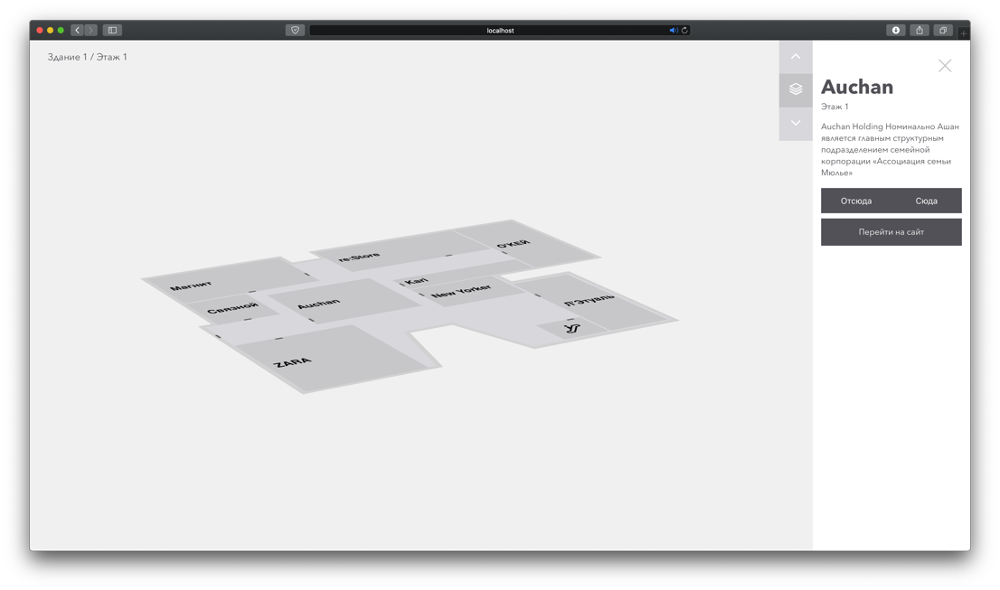 localhost
Здание 1 / Этаж 1
Auchan
Этаж 1
Auchan Holding Номинально Ашан
является главным структурным
подразделением семейной
корпорации «Ассоциация семьи
Мюлье»
Отсюда
Сюда
Перейти на сайт
О'КЕЙ
re:Store
Магнит
Kari
New Yorker
Связной
Auchan
Л'Этуаль
ZARA